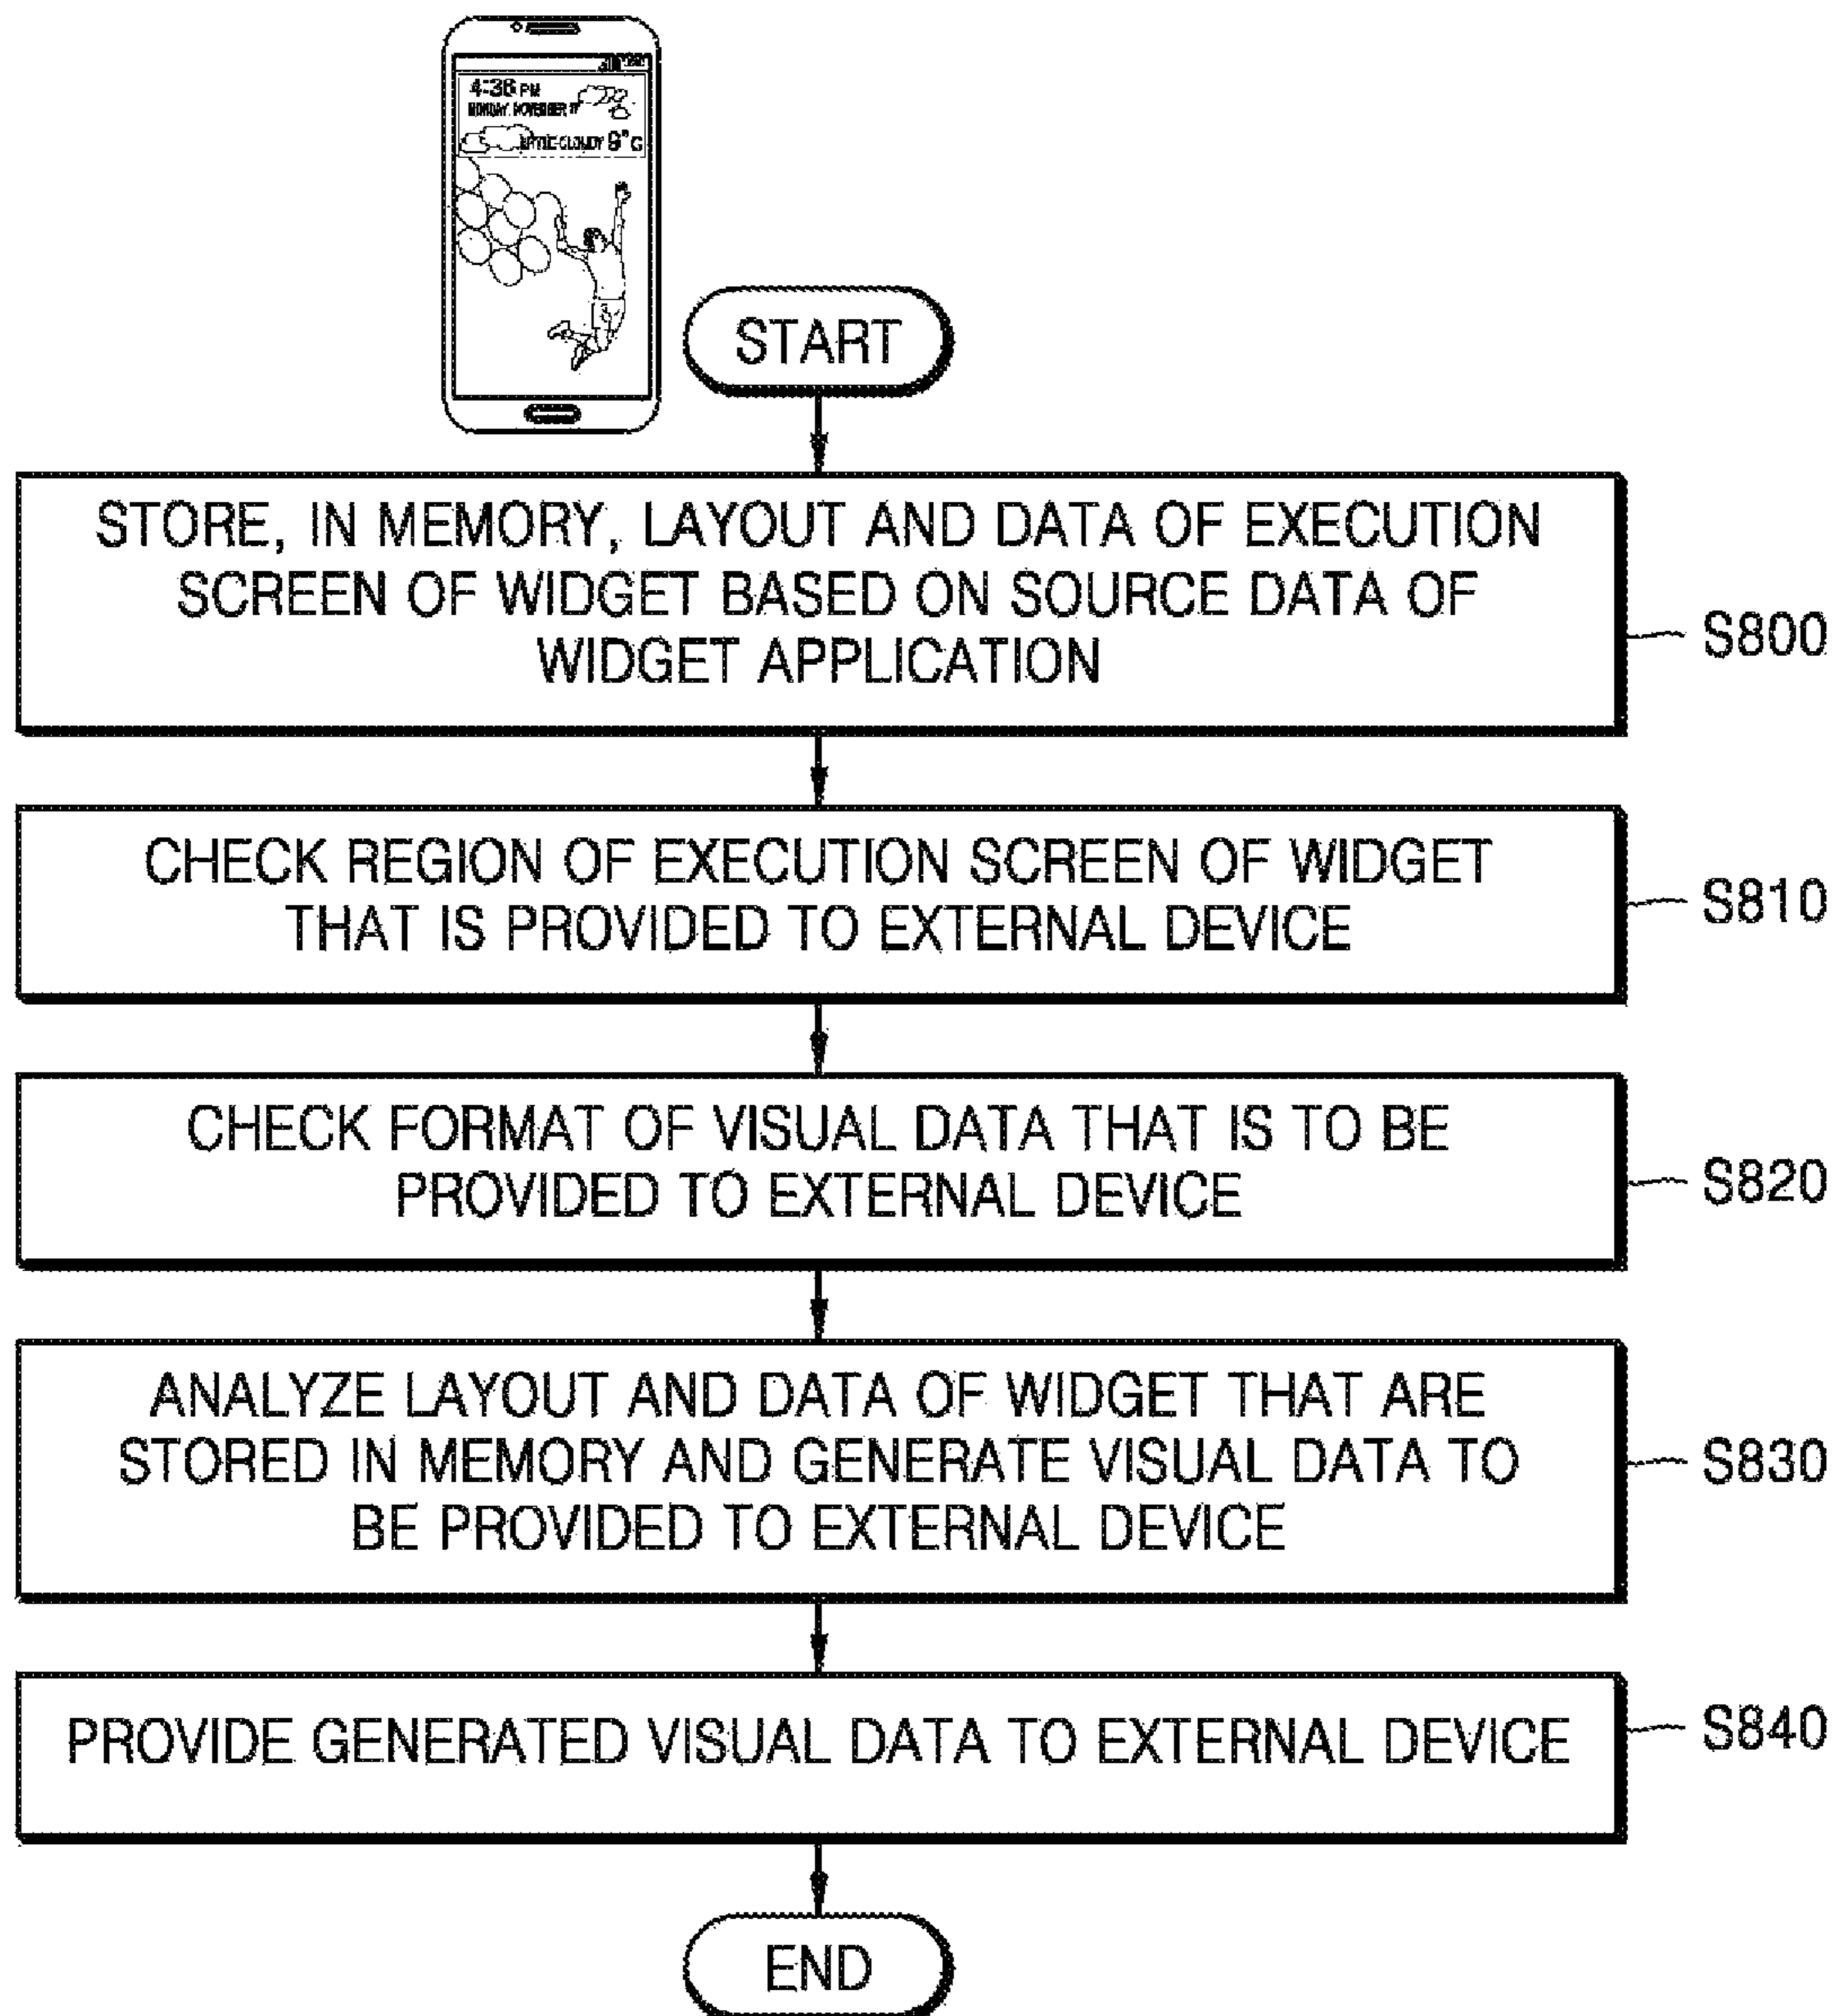 4:36 PM
MONDAY, NOVEMBER
CLOUDY 9°C
START
STORE, IN MEMORY, LAYOUT AND DATA OF EXECUTION
SCREEN OF WIDGET BASED ON SOURCE DATA OF
WIDGET APPLICATION
S800
CHECK REGION OF EXECUTION SCREEN OF WIDGET
THAT IS PROVIDED TO EXTERNAL DEVICE
S810
CHECK FORMAT OF VISUAL DATA THAT IS TO BE
PROVIDED TO EXTERNAL DEVICE
S820
ANALYZE LAYOUT AND DATA OF WIDGET THAT ARE
STORED IN MEMORY AND GENERATE VISUAL DATA TO
BE PROVIDED TO EXTERNAL DEVICE
S830
PROVIDE GENERATED VISUAL DATA TO EXTERNAL DEVICE
S840
END